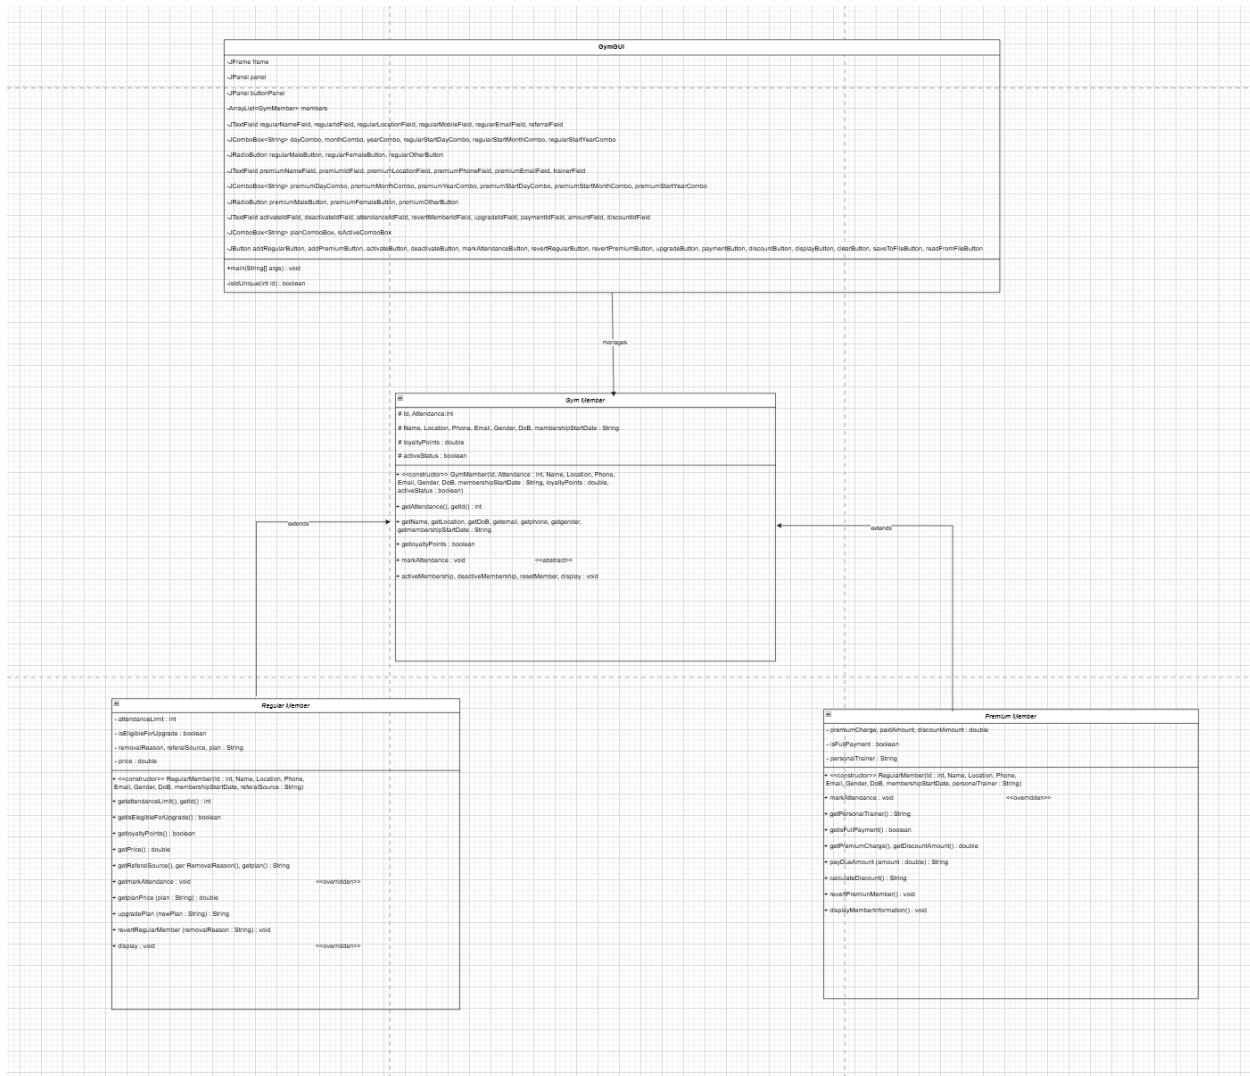 GymGUI
-JFrame frame
-JPanel panel
-JPanel buttonPanel
-ArrayList<GymMember> members
-JTextField regularNameField, regularIdField, regularLocationField, regularMobileField, regularEmailField, referralField
-JComboBox<String> dayCombo, monthCombo, yearCombo, regularStartDayCombo, regularStartMonthCombo, regularStartYearCombo
-JRadioButton regularMaleButton, regularFemaleButton, regularOtherButton
-JTextField premiumNameField, premiumIdField, premiumLocationField, premiumPhoneField, premiumEmailField, trainerField
-JComboBox<String> premiumDayCombo, premiumMonthCombo, premiumYearCombo, premiumStartDayCombo, premiumStartMonthCombo, premiumStartYearCombo
-JRadioButton premiumMaleButton, premiumFemaleButton, premiumOtherButton
-JTextField activateIdField, deactivateIdField, attendanceIdField, revertMemberIdField, upgradeIdField, paymentIdField, amountField, discountIdField
-JComboBox<String> planComboBox, isActiveComboBox
-JButton addRegularButton, addPremiumButton, activateButton, deactivateButton, markAttendanceButton, revertRegularButton, revertPremiumButton, upgradeButton, paymentButton, discountButton, displayButton, clearButton, saveToFileButton, readFromFileButton
+main(String[] args) : void
-isIdUnique(int id) : boolean
manages
Gym Member
# Id, Attendance:int
# Name, Location, Phone, Email, Gender, DoB, membershipStartDate : String
# loyaltyPoints : double
# activeStatus : boolean
+ <<constructor>> GymMember(Id, Attendance : int, Name, Location, Phone,
Email, Gender, DoB, membershipStartDate : String, loyaltyPoints : double,
activeStatus : boolean)
+ getAttendance(), getId() : int
+ getName, getLocation, getDoB, getemail, getphone, getgender,
getmembershipStartDate : String
+ getloyaltyPoints : boolean
+ markAttendance : void <<abstract>>
+ activeMembership, deactiveMembership, resetMember, display : void
extends
extends
Regular Member
- attendanceLimit : int
- isEligibleForUpgrade : boolean
- removalReason, referalSource, plan : String
- price : double
+ <<constructor>> RegularMember(Id : int, Name, Location, Phone,
Email, Gender, DoB, membershipStartDate, referalSource : String)
+ getattendanceLimit(), getId() : int
+ getisElegibleForUpgrade() : boolean
+ getloyaltyPoints() : boolean
+ getPrice() : double
+ getReferalSource(), ger RemovalReason(), getplan() : String
+ getmarkAttendance : void <<overridden>>
+ getplanPrice (plan : String) : double
+ upgradePlan (newPlan : String) : String
+ revertRegularMember (removalReason : String) : void
+ display : void <<overridden>>
Premium Member
- premiumCharge, paidAmount, discountAmount : double
- isFullPayment : boolean
- personalTrainer : String
+ <<constructor>> RegularMember(Id : int, Name, Location, Phone,
Email, Gender, DoB, membershipStartDate, personalTrainer : String)
+ markAttendance : void <<overridden>>
+ getPersonalTrainer() : String
+ getisFullPayment() : boolean
+ getPremiumCharge(), getDiscountAmount() : double
+ payDueAmount (amount : double) : String
+ calculateDiscount() : String
+ revertPremiumMember() : void
+ displayMemberInformation() : void